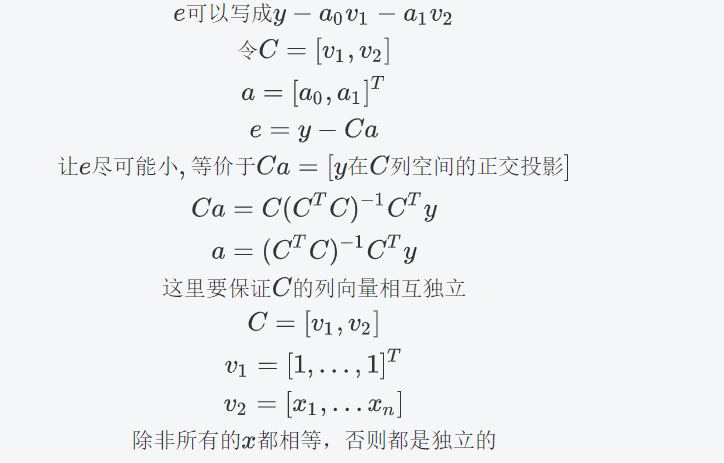 e可以写成y − a₀v₁ − a₁v₂
令C = [v₁, v₂]
a = [a₀, a₁]ᵀ
e = y − Ca
让e尽可能小, 等价于Ca = [y在C列空间的正交投影]
Ca = C(CᵀC)⁻¹Cᵀy
a = (CᵀC)⁻¹Cᵀy
这里要保证C的列向量相互独立
C = [v₁, v₂]
v₁ = [1, . . . , 1]ᵀ
v₂ = [x₁, . . . xₙ]
除非所有的x都相等，否则都是独立的